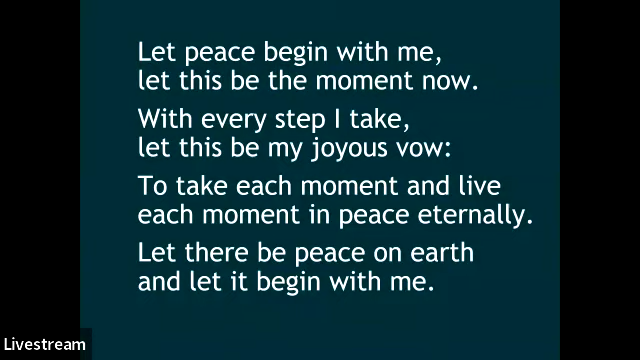 Let peace begin with me,
let this be the moment now.
With every step I take,
let this be my joyous vow:
To take each moment and live
each moment in peace eternally.
Let there be peace on earth
and let it begin with me.
Livestream